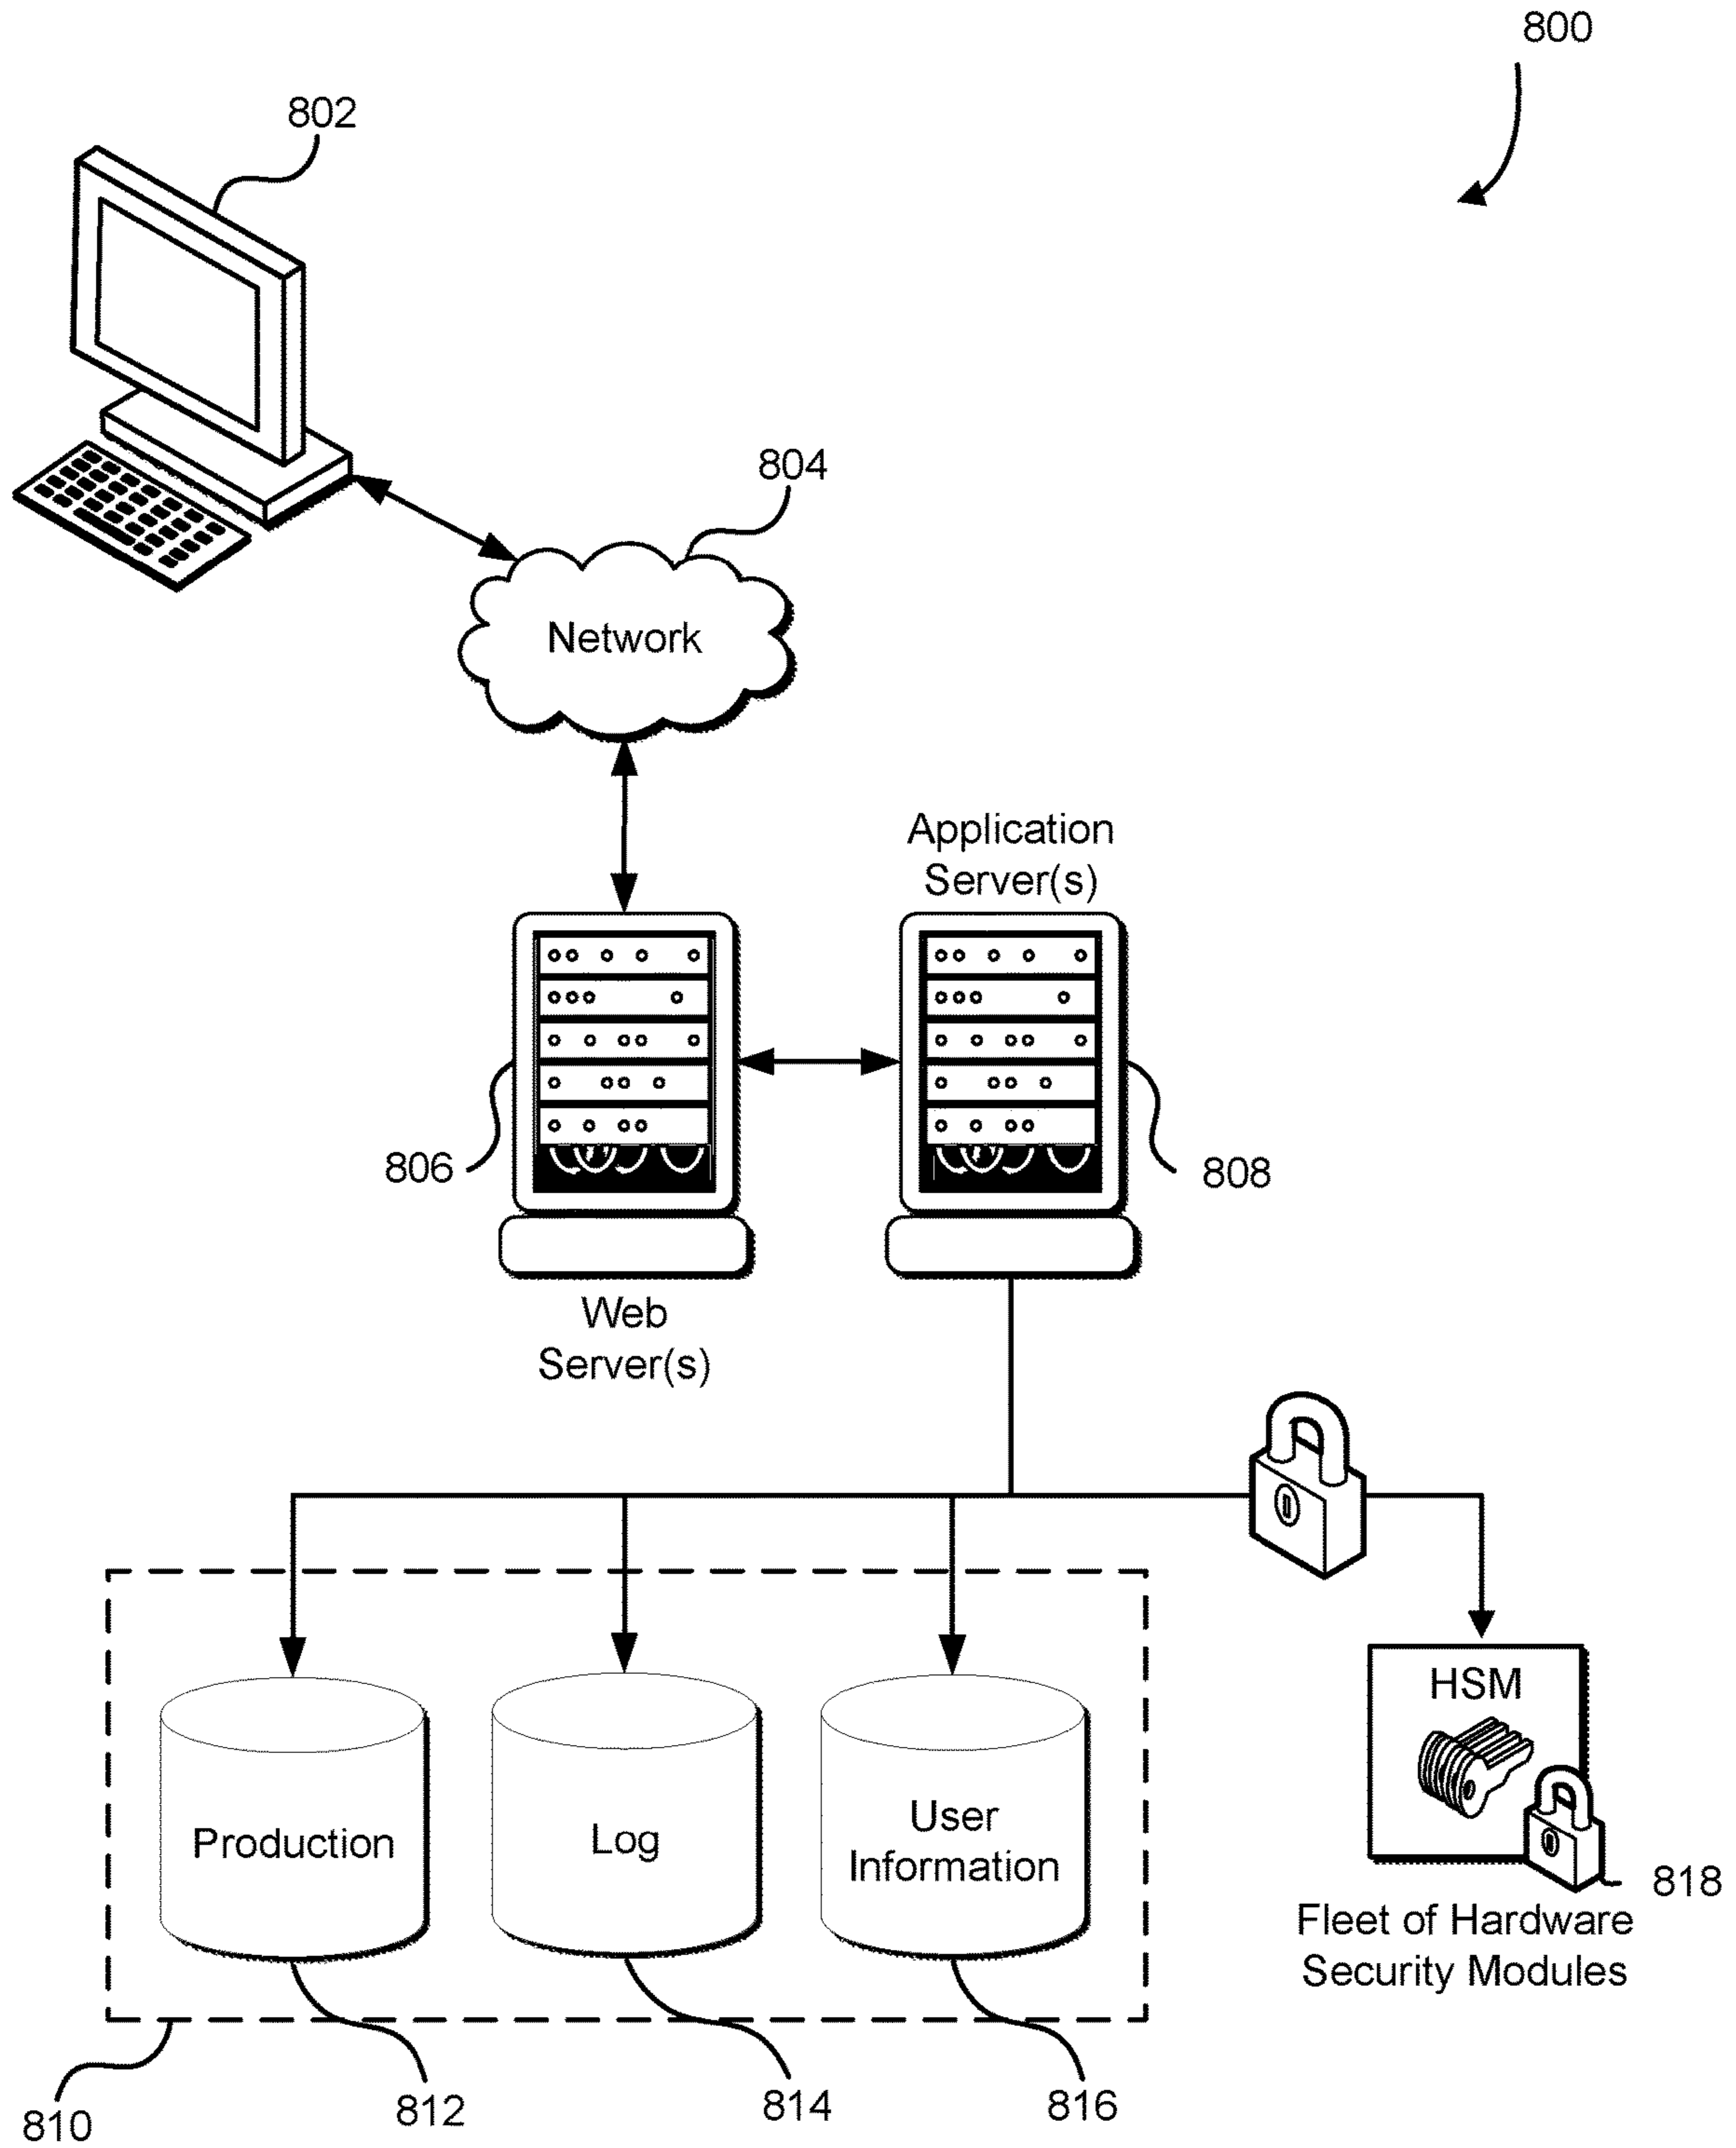 800
802
804
Network
Application
Server(s)
806
808
Web
Server(s)
HSM
Production
Log
User
Information
818
Fleet of Hardware
Security Modules
810
812
814
816